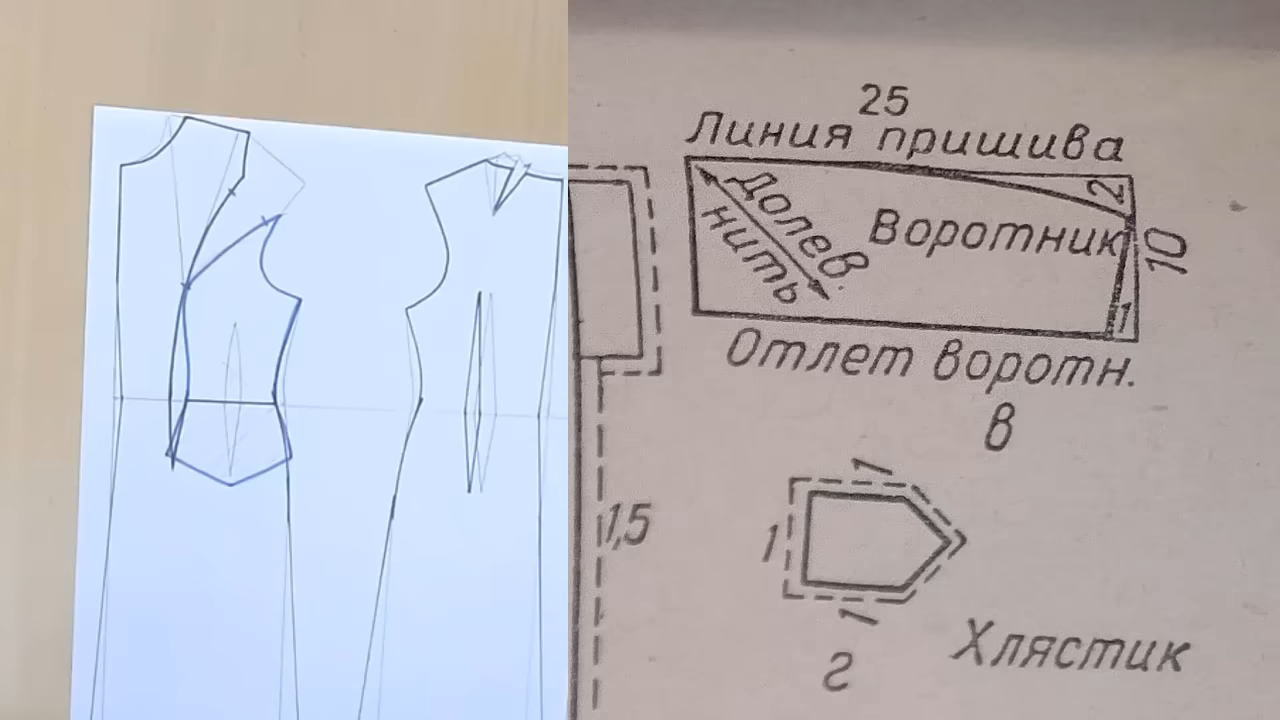 25
Линия пришива
2
Долев.
нить
Воротник
10
1
Отлет воротн.
в
1
1,5
1
1
Хлястик
г